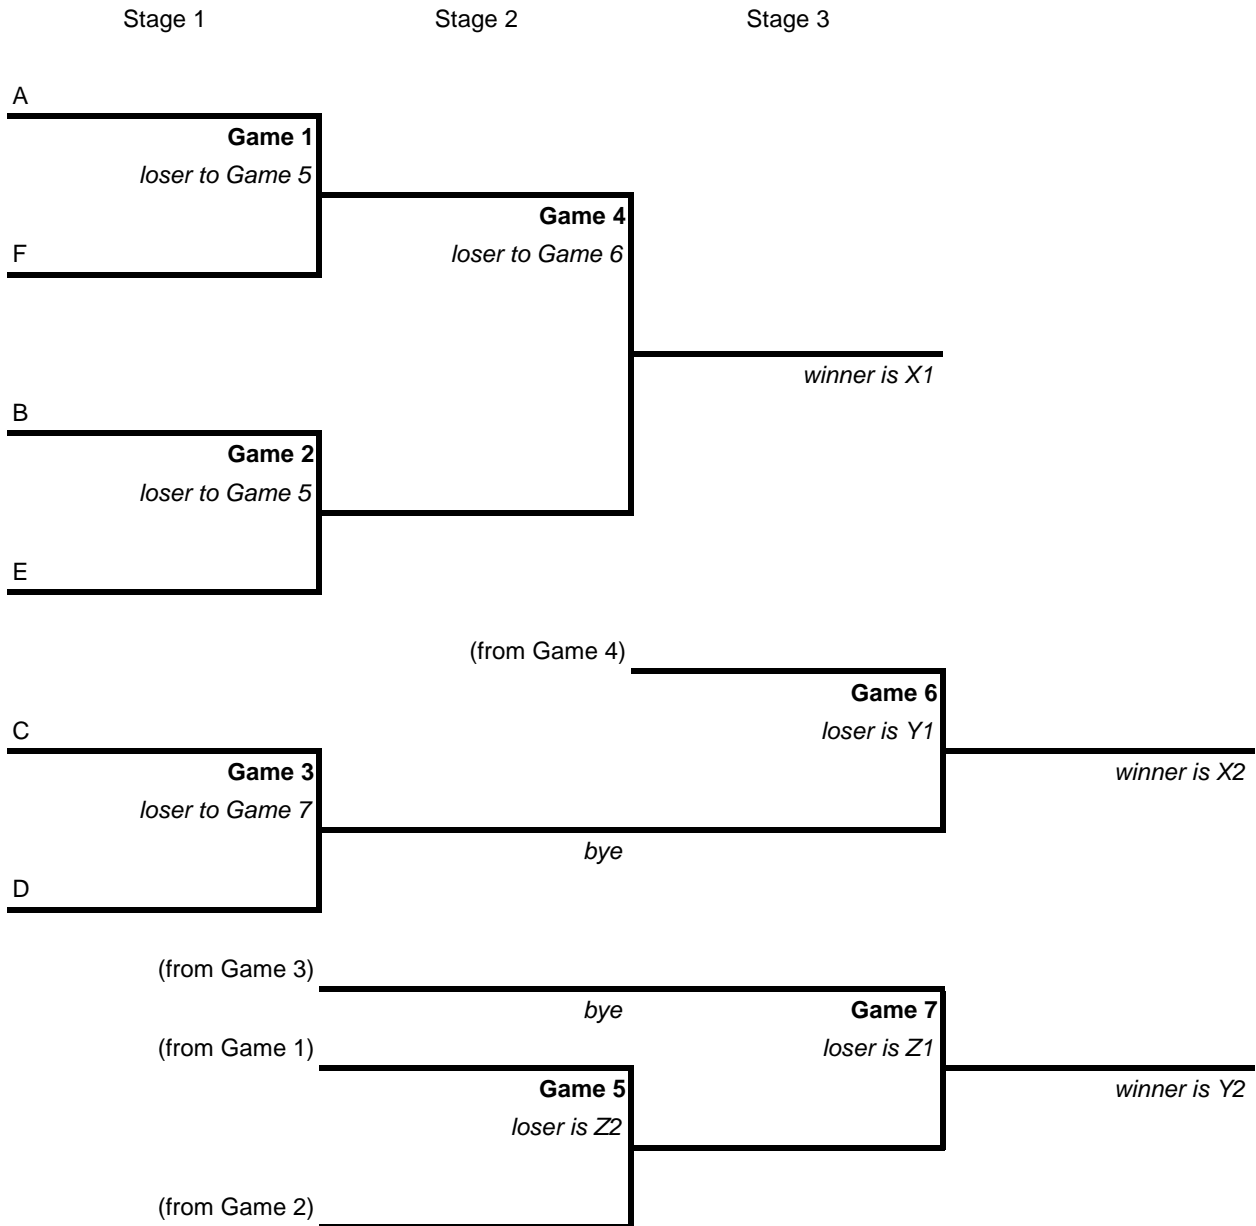 Stage 1 Stage 2 Stage 3
A
Game 1
loser to Game 5
Game 4
F
loser to Game 6
winner is X1
B
Game 2
loser to Game 5
E
(from Game 4)
Game 6
C
loser is Y1
Game 3
winner is X2
loser to Game 7
bye
D
(from Game 3)
bye
Game 7
(from Game 1)
loser is Z1
Game 5
winner is Y2
loser is Z2
(from Game 2)